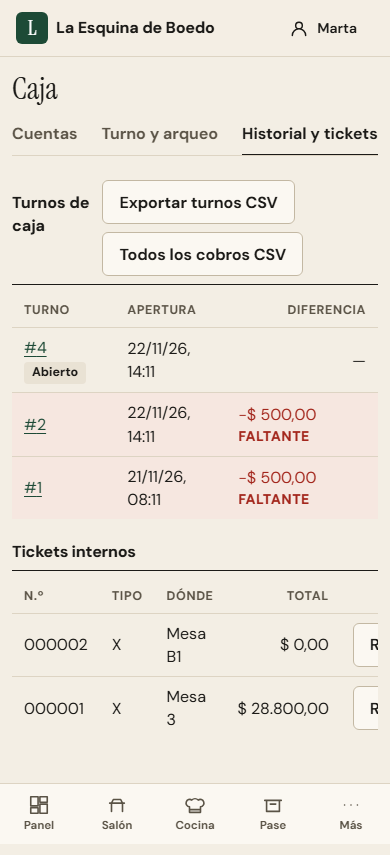 L La Esquina de Boedo Marta
Caja
Cuentas Turno y arqueo Historial y tickets
Turnos de caja
Exportar turnos CSV
Todos los cobros CSV
TURNO APERTURA DIFERENCIA
#4 Abierto 22/11/26, 14:11 —
#2 22/11/26, 14:11 -$ 500,00 FALTANTE
#1 21/11/26, 08:11 -$ 500,00 FALTANTE
Tickets internos
N.º TIPO DÓNDE TOTAL
000002 X Mesa B1 $ 0,00
000001 X Mesa 3 $ 28.800,00
Panel Salón Cocina Pase Más